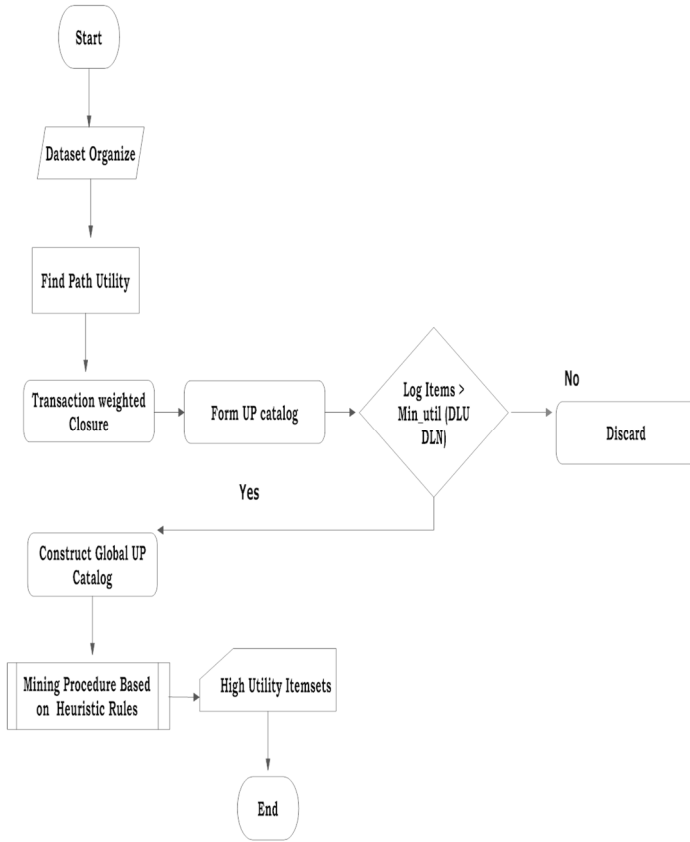 Start
Dataset Organize
Find Path Utility
Transaction weighted
Closure
Form UP catalog
Log Items >
Min_util (DLU
DLN)
No
Discard
Yes
Construct Global UP
Catalog
Mining Procedure Based
on Heuristic Rules
High Utility Itemsets
End